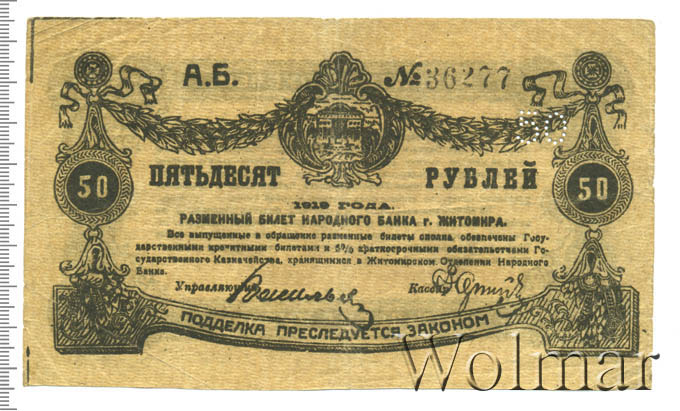 А.Б. № 36277
50 ПЯТЬДЕСЯТ РУБЛЕЙ 50
1919 ГОДА.
РАЗМЕННЫЙ БИЛЕТ НАРОДНОГО БАНКА г. ЖИТОМИРА.
Все выпущенные в обращение разменные билеты сполна, обеспечены Госу-
дарственными кредитными билетами и 5% краткосрочными обязательствами Го-
сударственного Казначейства, хранящимися в Житомирском Отделении Народного
Банка.
Управляющий Кассир
ПОДДЕЛКА ПРЕСЛЕДУЕТСЯ ЗАКОНОМ
Wolmar